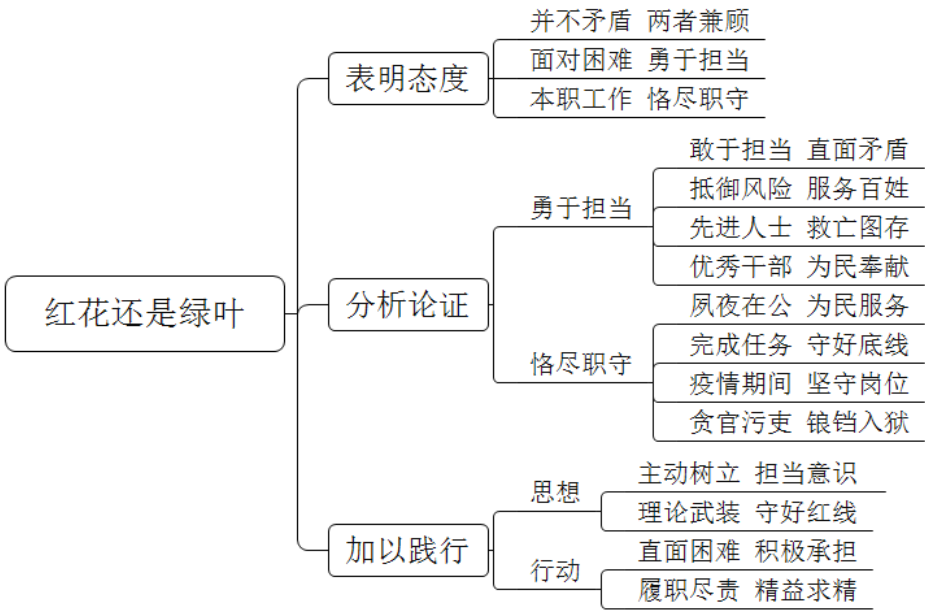 红花还是绿叶
表明态度
并不矛盾 两者兼顾
面对困难 勇于担当
本职工作 恪尽职守
分析论证
勇于担当
敢于担当 直面矛盾
抵御风险 服务百姓
先进人士 救亡图存
优秀干部 为民奉献
恪尽职守
夙夜在公 为民服务
完成任务 守好底线
疫情期间 坚守岗位
贪官污吏 锒铛入狱
加以践行
思想
主动树立 担当意识
理论武装 守好红线
行动
直面困难 积极承担
履职尽责 精益求精